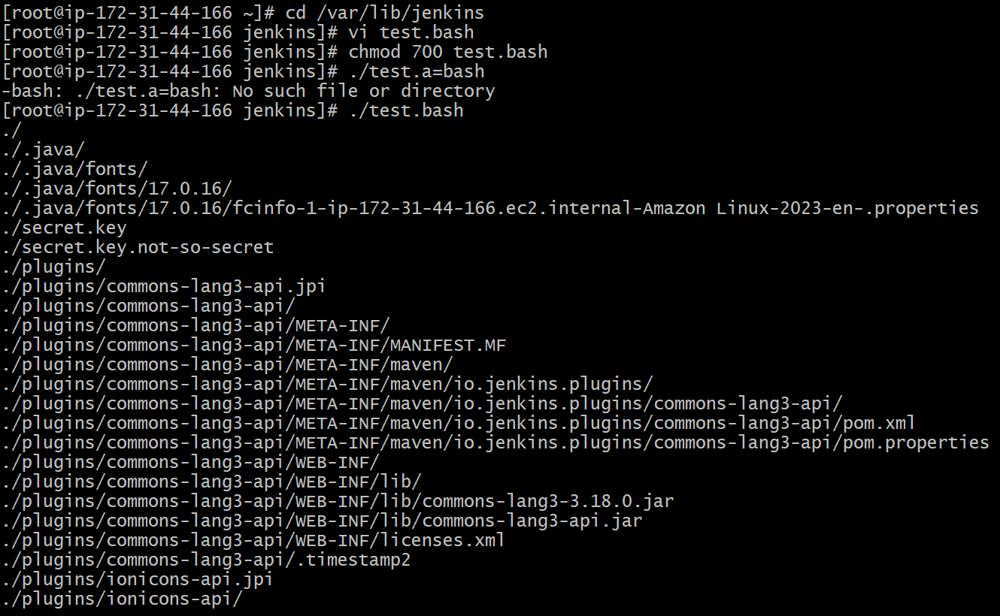 [root@ip-172-31-44-166 ~]# cd /var/lib/jenkins
[root@ip-172-31-44-166 jenkins]# vi test.bash
[root@ip-172-31-44-166 jenkins]# chmod 700 test.bash
[root@ip-172-31-44-166 jenkins]# ./test.a=bash
-bash: ./test.a=bash: No such file or directory
[root@ip-172-31-44-166 jenkins]# ./test.bash
./
./.java/
./.java/fonts/
./.java/fonts/17.0.16/
./.java/fonts/17.0.16/fcinfo-1-ip-172-31-44-166.ec2.internal-Amazon Linux-2023-en-.properties
./secret.key
./secret.key.not-so-secret
./plugins/
./plugins/commons-lang3-api.jpi
./plugins/commons-lang3-api/
./plugins/commons-lang3-api/META-INF/
./plugins/commons-lang3-api/META-INF/MANIFEST.MF
./plugins/commons-lang3-api/META-INF/maven/
./plugins/commons-lang3-api/META-INF/maven/io.jenkins.plugins/
./plugins/commons-lang3-api/META-INF/maven/io.jenkins.plugins/commons-lang3-api/
./plugins/commons-lang3-api/META-INF/maven/io.jenkins.plugins/commons-lang3-api/pom.xml
./plugins/commons-lang3-api/META-INF/maven/io.jenkins.plugins/commons-lang3-api/pom.properties
./plugins/commons-lang3-api/WEB-INF/
./plugins/commons-lang3-api/WEB-INF/lib/
./plugins/commons-lang3-api/WEB-INF/lib/commons-lang3-3.18.0.jar
./plugins/commons-lang3-api/WEB-INF/lib/commons-lang3-api.jar
./plugins/commons-lang3-api/WEB-INF/licenses.xml
./plugins/commons-lang3-api/.timestamp2
./plugins/ionicons-api.jpi
./plugins/ionicons-api/